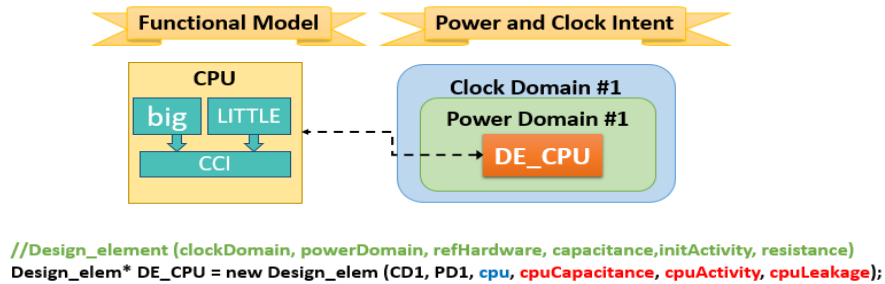 Functional Model
Power and Clock Intent
CPU
big
LITTLE
CCI
Clock Domain #1
Power Domain #1
DE_CPU
//Design_element (clockDomain, powerDomain, refHardware, capacitance,initActivity, resistance)
Design_elem* DE_CPU = new Design_elem (CD1, PD1, cpu, cpuCapacitance, cpuActivity, cpuLeakage);